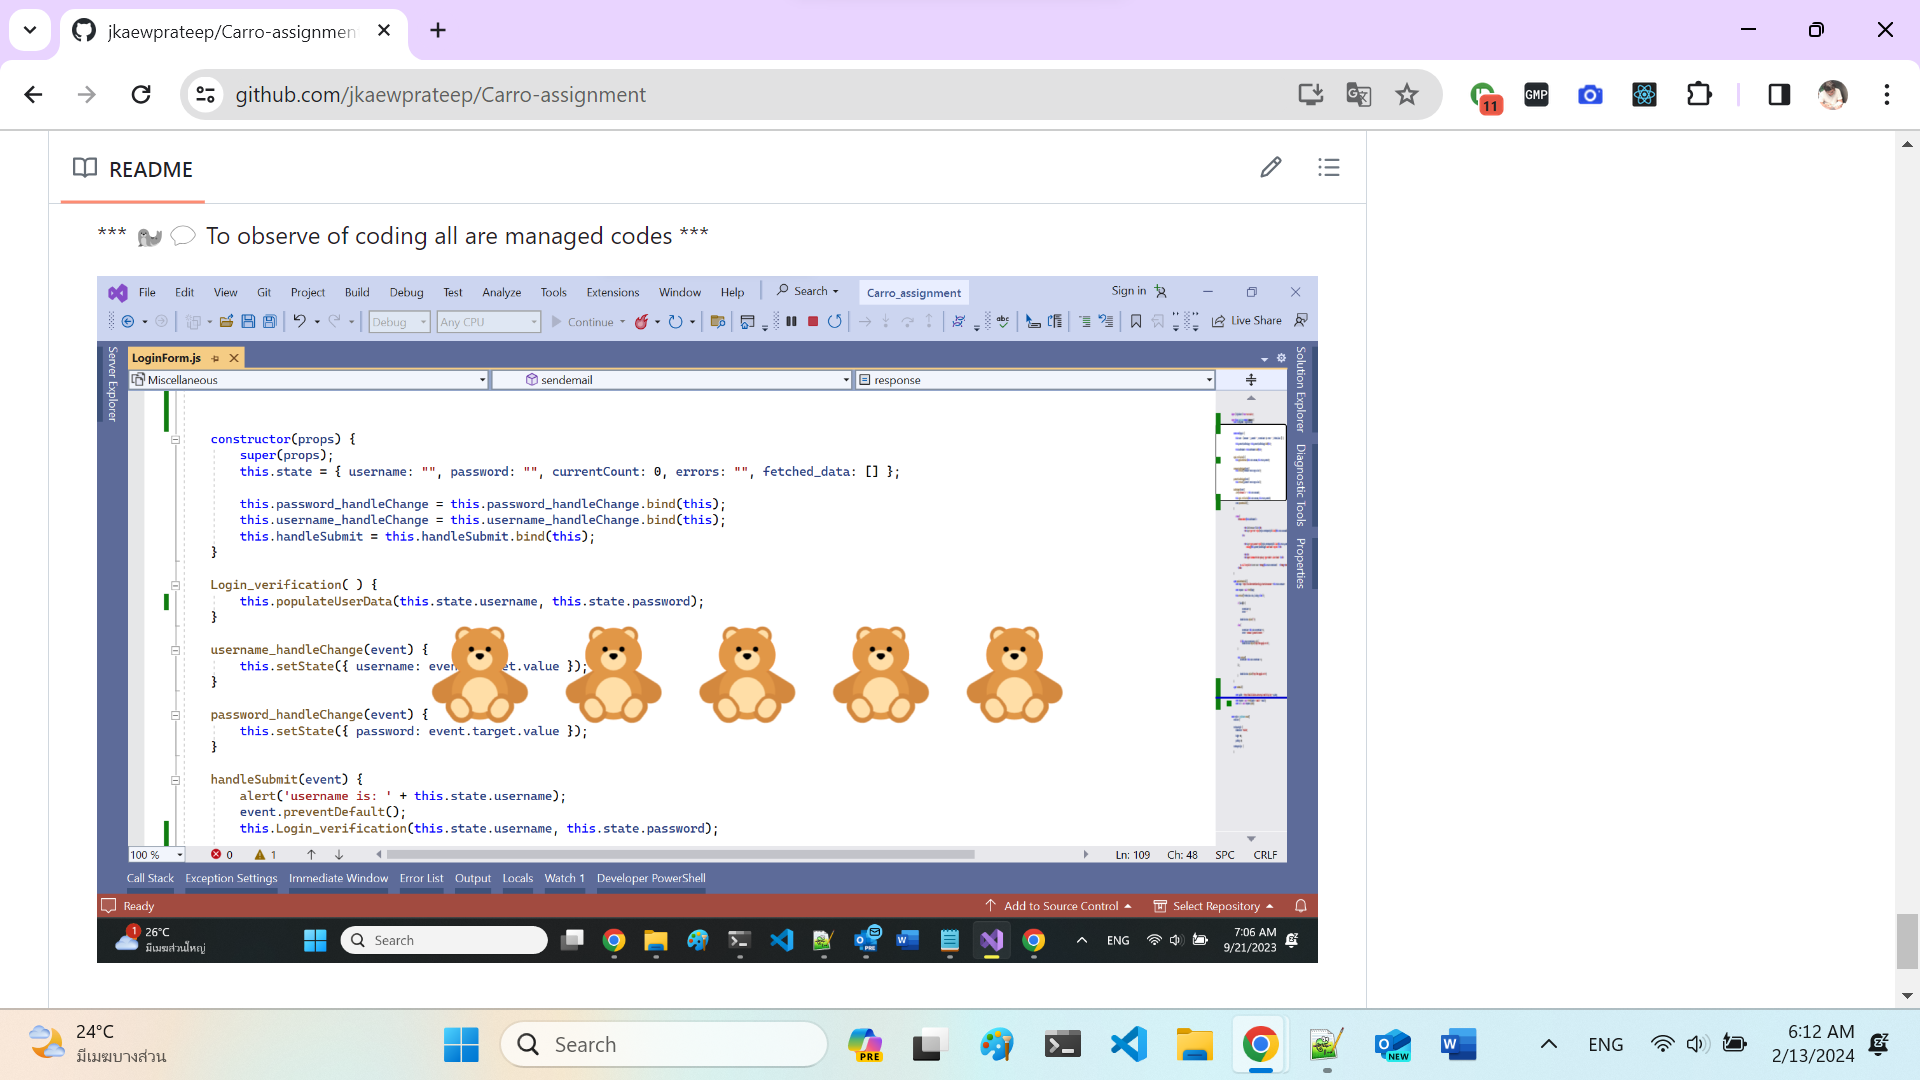 jkaewprateep/Carro-assignmen
github.com/jkaewprateep/Carro-assignment
11
GMP
README
*** To observe of coding all are managed codes ***
File Edit View Git Project Build Debug Test Analyze Tools Extensions Window Help Search Carro_assignment Sign in
Debug Any CPU Continue Live Share
Server Explorer
LoginForm.js
Miscellaneous sendemail response
Solution Explorer
Diagnostic Tools
Properties
constructor(props) {
super(props);
this.state = { username: "", password: "", currentCount: 0, errors: "", fetched_data: [] };
this.password_handleChange = this.password_handleChange.bind(this);
this.username_handleChange = this.username_handleChange.bind(this);
this.handleSubmit = this.handleSubmit.bind(this);
}
Login_verification( ) {
this.populateUserData(this.state.username, this.state.password);
}
username_handleChange(event) {
this.setState({ username: even et.value });
}
password_handleChange(event) {
this.setState({ password: event.target.value });
}
handleSubmit(event) {
alert('username is: ' + this.state.username);
event.preventDefault();
this.Login_verification(this.state.username, this.state.password);
100 % 0 1 Ln: 109 Ch: 48 SPC CRLF
Call Stack Exception Settings Immediate Window Error List Output Locals Watch 1 Developer PowerShell
Ready Add to Source Control Select Repository
1 26°C
มีเมฆส่วนใหญ่
Search
PRE
ENG
7:06 AM
9/21/2023
24°C
มีเมฆบางส่วน
Search
PRE
NEW
ENG
6:12 AM
2/13/2024